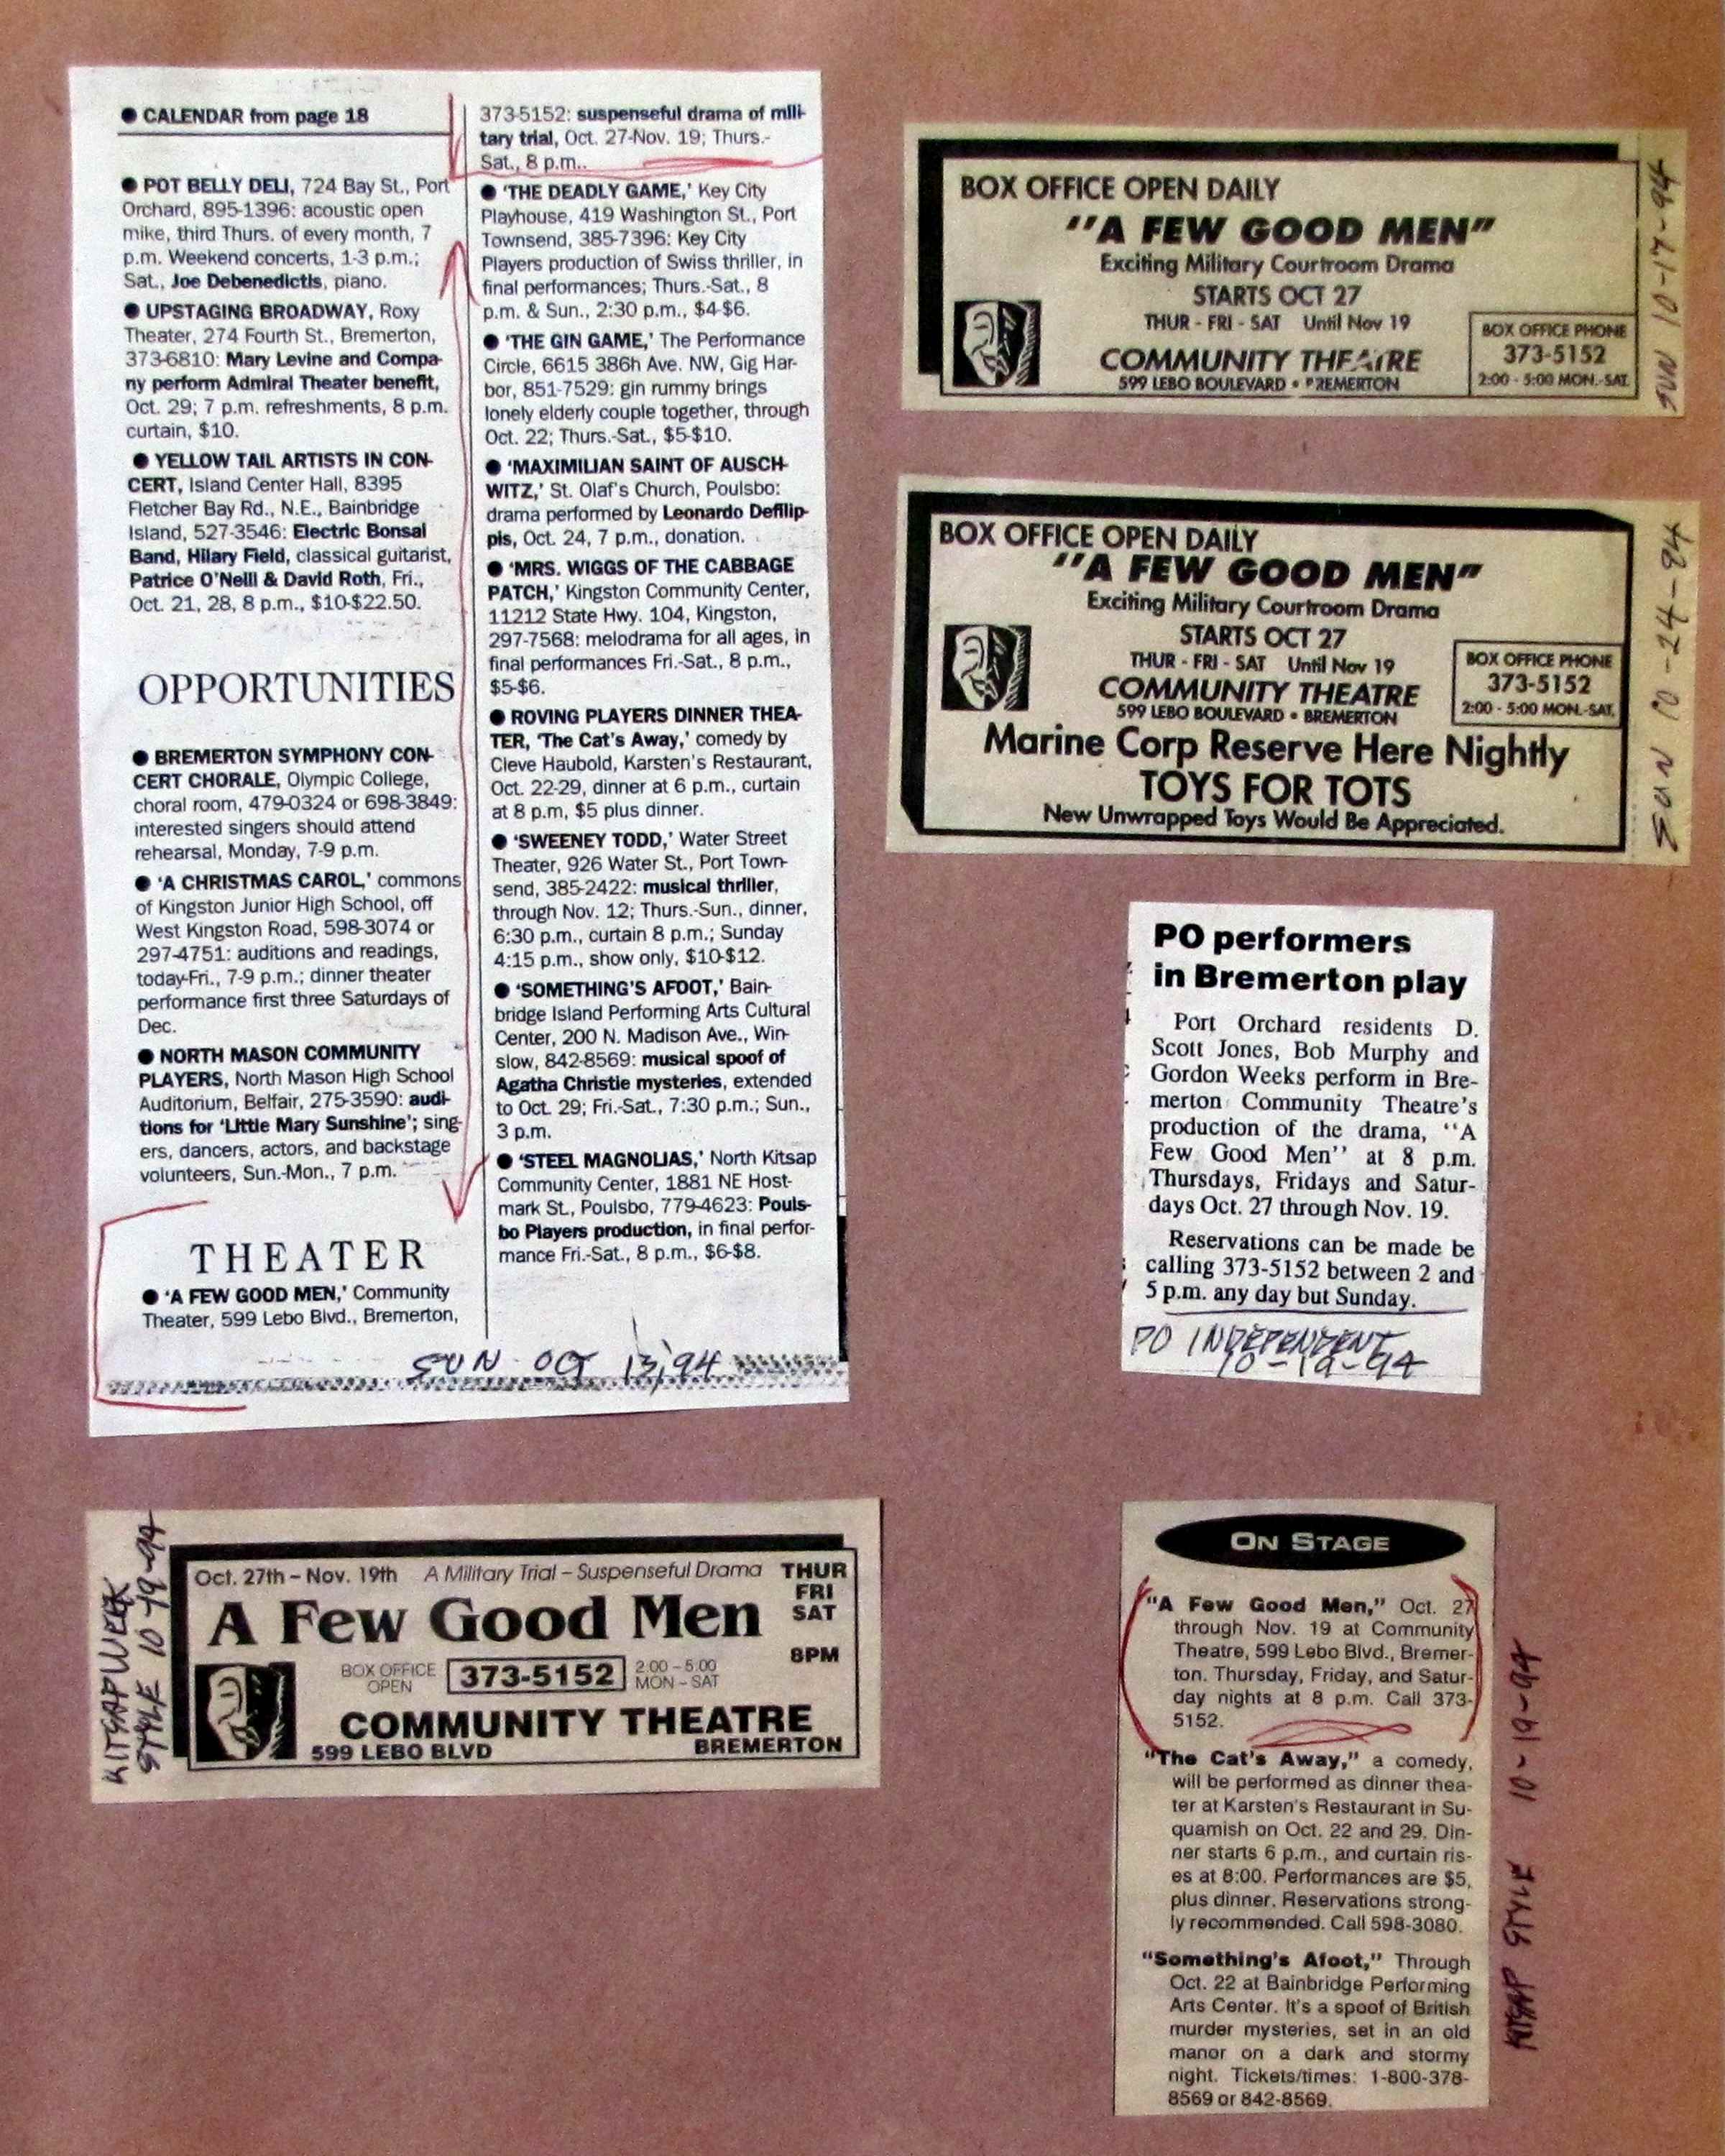 ● CALENDAR from page 18
● POT BELLY DELI, 724 Bay St., Port
Orchard, 895-1396: acoustic open
mike, third Thurs. of every month, 7
p.m. Weekend concerts, 1-3 p.m.;
Sat., Joe Debenedictis, piano.
● UPSTAGING BROADWAY, Roxy
Theater, 274 Fourth St., Bremerton,
373-6810: Mary Levine and Compa-
ny perform Admiral Theater benefit,
Oct. 29; 7 p.m. refreshments, 8 p.m.
curtain, $10.
● YELLOW TAIL ARTISTS IN CON-
CERT, Island Center Hall, 8395
Fletcher Bay Rd., N.E., Bainbridge
Island, 527-3546: Electric Bonsal
Band, Hilary Field, classical guitarist,
Patrice O'Neill & David Roth, Fri.,
Oct. 21, 28, 8 p.m., $10-$22.50.
OPPORTUNITIES
● BREMERTON SYMPHONY CON-
CERT CHORALE, Olympic College,
choral room, 479-0324 or 698-3849:
interested singers should attend
rehearsal, Monday, 7-9 p.m.
● 'A CHRISTMAS CAROL,' commons
of Kingston Junior High School, off
West Kingston Road, 598-3074 or
297-4751: auditions and readings,
today-Fri., 7-9 p.m.; dinner theater
performance first three Saturdays of
Dec.
● NORTH MASON COMMUNITY
PLAYERS, North Mason High School
Auditorium, Belfair, 275-3590: audi-
tions for 'Little Mary Sunshine'; sing-
ers, dancers, actors, and backstage
volunteers, Sun.-Mon., 7 p.m.
THEATER
● 'A FEW GOOD MEN,' Community
Theater, 599 Lebo Blvd., Bremerton,
373-5152: suspenseful drama of mili-
tary trial, Oct. 27-Nov. 19; Thurs.-
Sat., 8 p.m..
● 'THE DEADLY GAME,' Key City
Playhouse, 419 Washington St., Port
Townsend, 385-7396: Key City
Players production of Swiss thriller, in
final performances; Thurs.-Sat., 8
p.m. & Sun., 2:30 p.m., $4-$6.
● 'THE GIN GAME,' The Performance
Circle, 6615 386h Ave. NW, Gig Har-
bor, 851-7529: gin rummy brings
lonely elderly couple together, through
Oct. 22; Thurs.-Sat., $5-$10.
● 'MAXIMILIAN SAINT OF AUSCH-
WITZ,' St. Olaf's Church, Poulsbo:
drama performed by Leonardo Defilip-
pis, Oct. 24, 7 p.m., donation.
● 'MRS. WIGGS OF THE CABBAGE
PATCH,' Kingston Community Center,
11212 State Hwy. 104, Kingston,
297-7568: melodrama for all ages, in
final performances Fri.-Sat., 8 p.m.,
$5-$6.
● ROVING PLAYERS DINNER THEA-
TER, 'The Cat's Away,' comedy by
Cleve Haubold, Karsten's Restaurant,
Oct. 22-29, dinner at 6 p.m., curtain
at 8 p.m, $5 plus dinner.
● 'SWEENEY TODD,' Water Street
Theater, 926 Water St., Port Town-
send, 385-2422: musical thriller,
through Nov. 12; Thurs.-Sun., dinner,
6:30 p.m., curtain 8 p.m.; Sunday
4:15 p.m., show only, $10-$12.
● 'SOMETHING'S AFOOT,' Bain-
bridge Island Performing Arts Cultural
Center, 200 N. Madison Ave., Win-
slow, 842-8569: musical spoof of
Agatha Christie mysteries, extended
to Oct. 29; Fri.-Sat., 7:30 p.m.; Sun.,
3 p.m.
● 'STEEL MAGNOLIAS,' North Kitsap
Community Center, 1881 NE Host-
mark St., Poulsbo, 779-4623: Pouls-
bo Players production, in final perfor-
mance Fri.-Sat., 8 p.m., $6-$8.
SUN OCT 13, 94
BOX OFFICE OPEN DAILY
"A FEW GOOD MEN"
Exciting Military Courtroom Drama
STARTS OCT 27
THUR - FRI - SAT Until Nov 19
COMMUNITY THEATRE
599 LEBO BOULEVARD • BREMERTON
BOX OFFICE PHONE
373-5152
2:00 - 5:00 MON.-SAT.
SUN 10-17-94
BOX OFFICE OPEN DAILY
"A FEW GOOD MEN"
Exciting Military Courtroom Drama
STARTS OCT 27
THUR - FRI - SAT Until Nov 19
COMMUNITY THEATRE
599 LEBO BOULEVARD • BREMERTON
BOX OFFICE PHONE
373-5152
2:00 - 5:00 MON.-SAT.
Marine Corp Reserve Here Nightly
TOYS FOR TOTS
New Unwrapped Toys Would Be Appreciated.
SUN 10-24-94
PO performers
in Bremerton play
Port Orchard residents D.
Scott Jones, Bob Murphy and
Gordon Weeks perform in Bre-
merton Community Theatre's
production of the drama, "A
Few Good Men" at 8 p.m.
Thursdays, Fridays and Satur-
days Oct. 27 through Nov. 19.
Reservations can be made be
calling 373-5152 between 2 and
5 p.m. any day but Sunday.
PO INDEPENDENT
10-19-94
KITSAP WEEK
STYLE 10-19-94
Oct. 27th – Nov. 19th A Military Trial – Suspenseful Drama
THUR
FRI
SAT
8PM
A Few Good Men
BOX OFFICE
OPEN
373-5152
2:00 – 5:00
MON – SAT
COMMUNITY THEATRE
599 LEBO BLVD BREMERTON
ON STAGE
"A Few Good Men," Oct. 27
through Nov. 19 at Community
Theatre, 599 Lebo Blvd., Bremer-
ton. Thursday, Friday, and Satur-
day nights at 8 p.m. Call 373-
5152.
"The Cat's Away," a comedy,
will be performed as dinner thea-
ter at Karsten's Restaurant in Su-
quamish on Oct. 22 and 29. Din-
ner starts 6 p.m., and curtain ris-
es at 8:00. Performances are $5,
plus dinner. Reservations strong-
ly recommended. Call 598-3080.
"Something's Afoot," Through
Oct. 22 at Bainbridge Performing
Arts Center. It's a spoof of British
murder mysteries, set in an old
manor on a dark and stormy
night. Tickets/times: 1-800-378-
8569 or 842-8569.
KITSAP STYLE 10-19-94